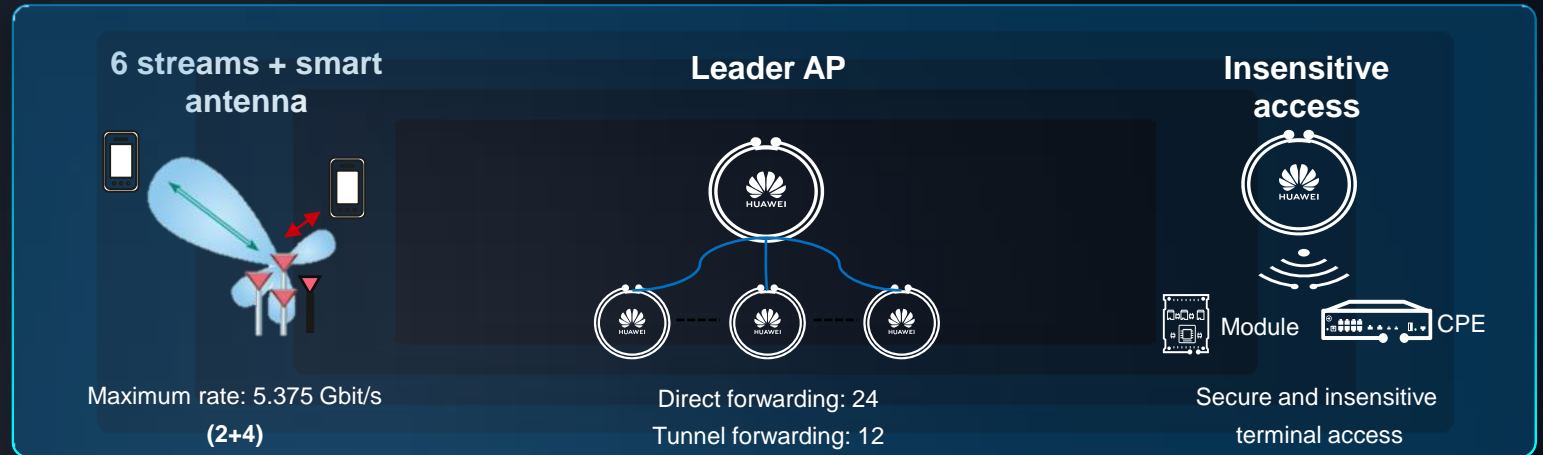 6 streams + smart
antenna
Maximum rate: 5.375 Gbit/s
(2+4)
Leader AP
HUAWEI
HUAWEI
HUAWEI
HUAWEI
Direct forwarding: 24
Tunnel forwarding: 12
Insensitive
access
HUAWEI
Module
CPE
Secure and insensitive
terminal access